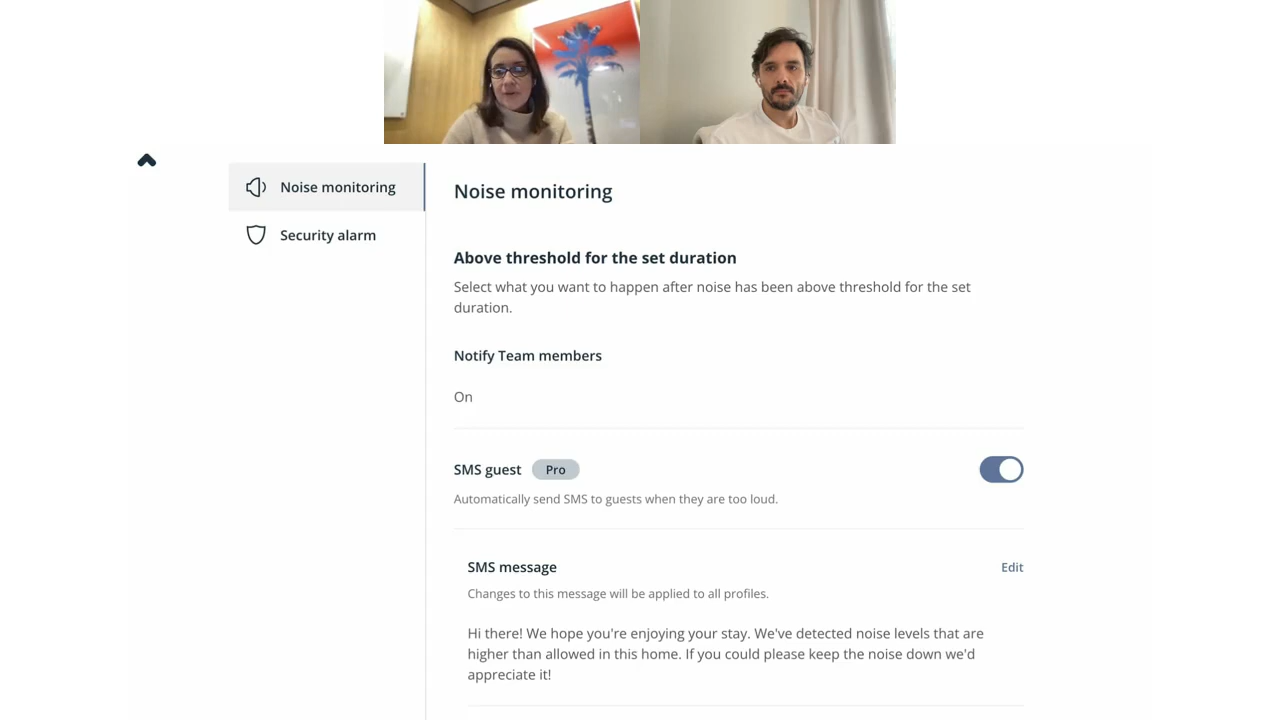 Noise monitoring
Security alarm
Noise monitoring
Above threshold for the set duration
Select what you want to happen after noise has been above threshold for the set
duration.
Notify Team members
On
SMS guest Pro
Automatically send SMS to guests when they are too loud.
SMS message Edit
Changes to this message will be applied to all profiles.
Hi there! We hope you're enjoying your stay. We've detected noise levels that are
higher than allowed in this home. If you could please keep the noise down we'd
appreciate it!